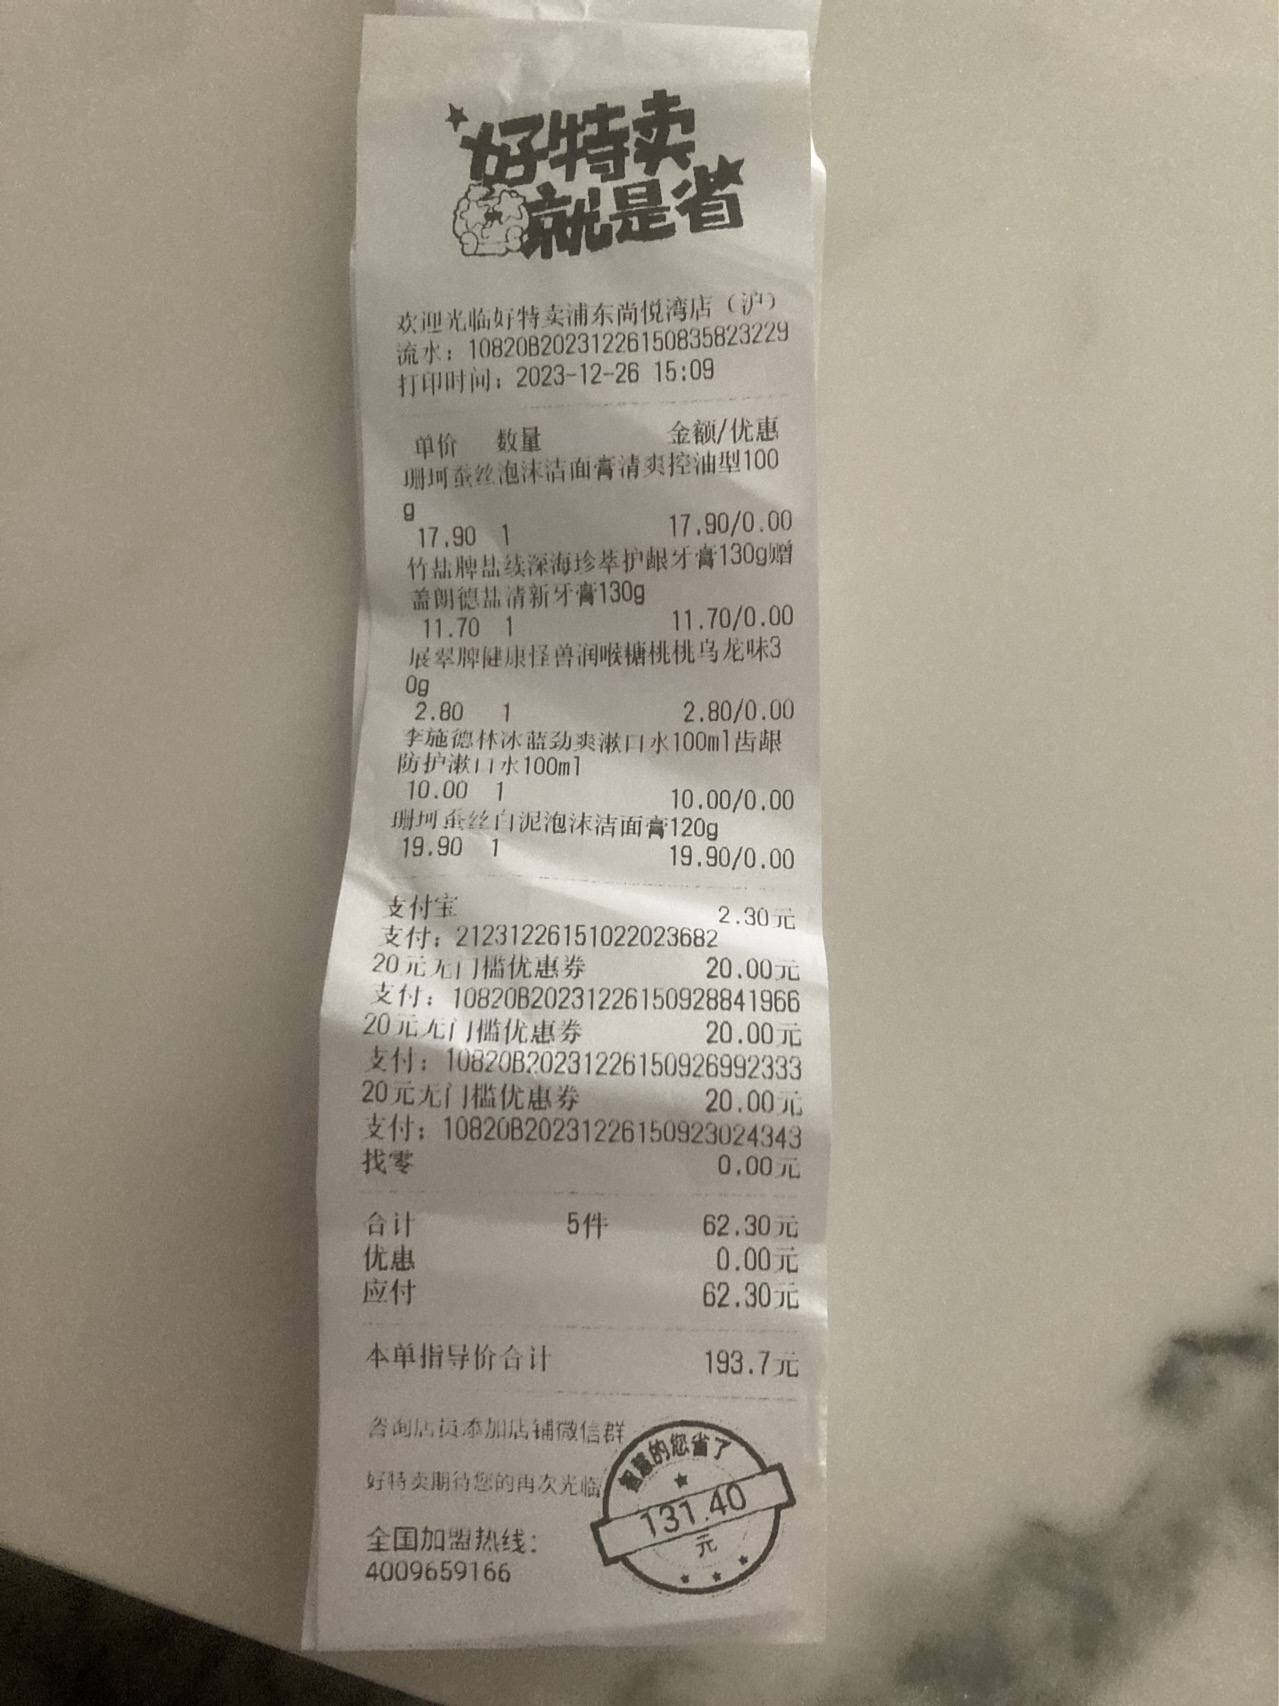 好特卖
就是省
欢迎光临好特卖浦东尚悦湾店（沪）
流水：10820B20231226150835823229
打印时间：2023-12-26 15:09
单价 数量 金额/优惠
珊珂蚕丝泡沫洁面膏清爽控油型100
g
17.90 1 17.90/0.00
竹盐牌盐续深海珍萃护龈牙膏130g赠
盖朗德盐清新牙膏130g
11.70 1 11.70/0.00
展翠牌健康怪兽润喉糖桃桃乌龙味3
0g
2.80 1 2.80/0.00
李施德林冰蓝劲爽漱口水100ml齿龈
防护漱口水100ml
10.00 1 10.00/0.00
珊珂蚕丝白泥泡沫洁面膏120g
19.90 1 19.90/0.00
支付宝 2.30元
支付：21231226151022023682
20元无门槛优惠券 20.00元
支付：10820B20231226150928841966
20元无门槛优惠券 20.00元
支付：10820B20231226150926992333
20元无门槛优惠券 20.00元
支付：10820B20231226150923024343
找零 0.00元
合计 5件 62.30元
优惠 0.00元
应付 62.30元
本单指导价合计 193.7元
咨询店员添加店铺微信群
好特卖期待您的再次光临
全国加盟热线：
4009659166
智慧的您省了
131.40
元